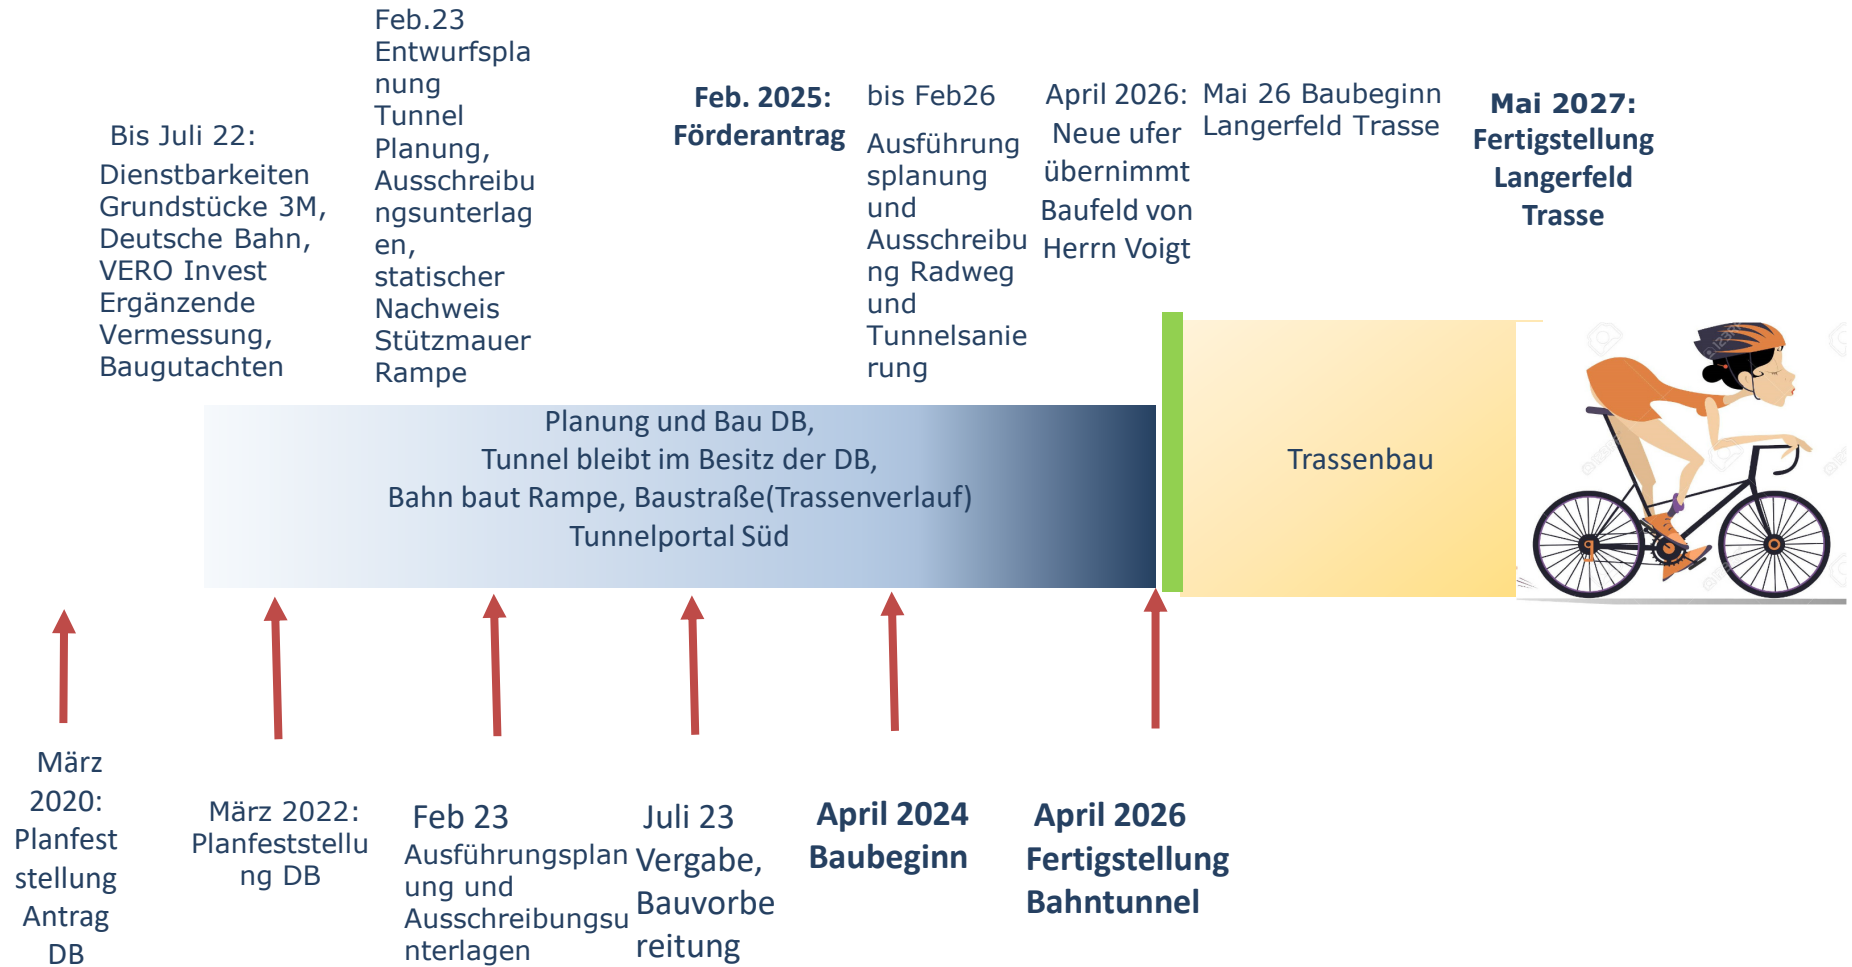 Bis Juli 22:
Dienstbarkeiten
Grundstücke 3M,
Deutsche Bahn,
VERO Invest
Ergänzende
Vermessung,
Baugutachten
Feb.23
Entwurfspla
nung
Tunnel
Planung,
Ausschreibu
ngsunterlag
en,
statischer
Nachweis
Stützmauer
Rampe
Feb. 2025:
Förderantrag
bis Feb26
Ausführung
splanung
und
Ausschreibu
ng Radweg
und
Tunnelsanie
rung
April 2026:
Neue ufer
übernimmt
Baufeld von
Herrn Voigt
Mai 26 Baubeginn
Langerfeld Trasse
Mai 2027:
Fertigstellung
Langerfeld
Trasse
Planung und Bau DB,
Tunnel bleibt im Besitz der DB,
Bahn baut Rampe, Baustraße(Trassenverlauf)
Tunnelportal Süd
Trassenbau
März
2020:
Planfest
stellung
Antrag
DB
März 2022:
Planfeststellu
ng DB
Feb 23
Ausführungsplan
ung und
Ausschreibungsu
nterlagen
Juli 23
Vergabe,
Bauvorbe
reitung
April 2024
Baubeginn
April 2026
Fertigstellung
Bahntunnel